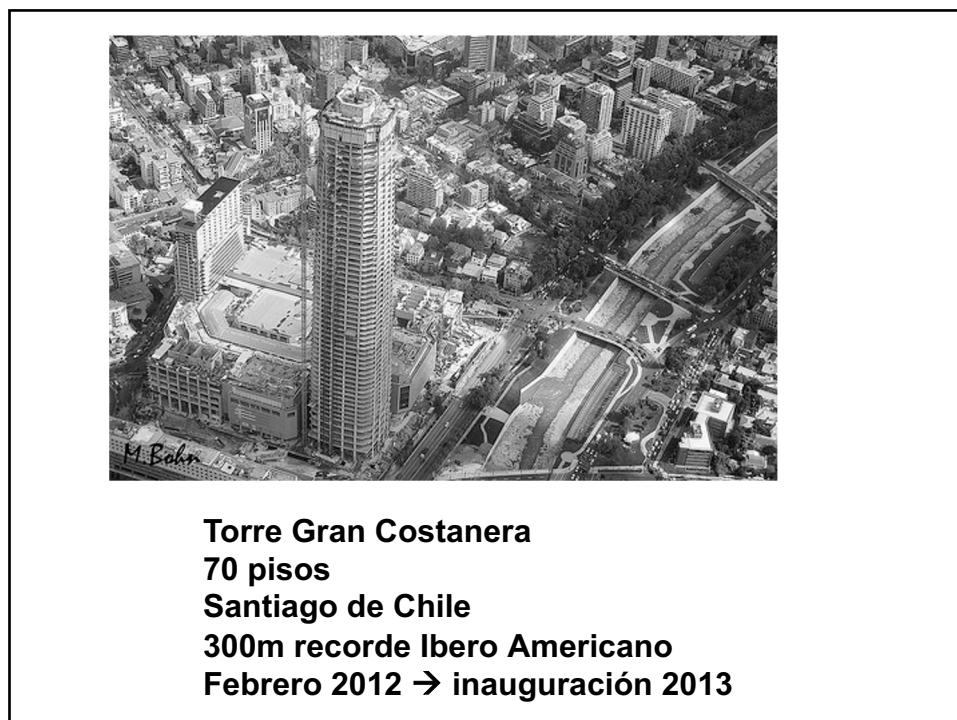 M.Bohn
Torre Gran Costanera
70 pisos
Santiago de Chile
300m recorde Ibero Americano
Febrero 2012 → inauguración 2013